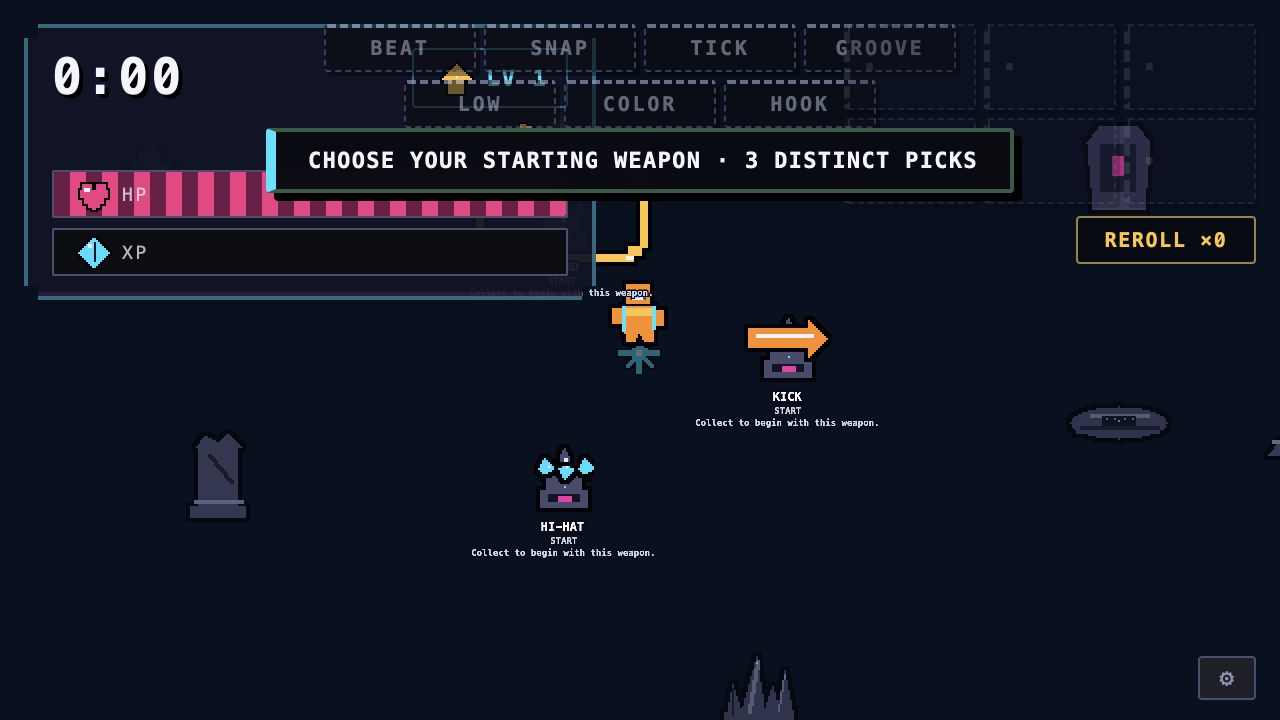 0:00
BEAT SNAP TICK GROOVE
LV 1
LOW COLOR HOOK
CHOOSE YOUR STARTING WEAPON · 3 DISTINCT PICKS
HP
REROLL ×0
XP
START
Collect to begin with this weapon.
KICK
START
Collect to begin with this weapon.
HI-HAT
START
Collect to begin with this weapon.